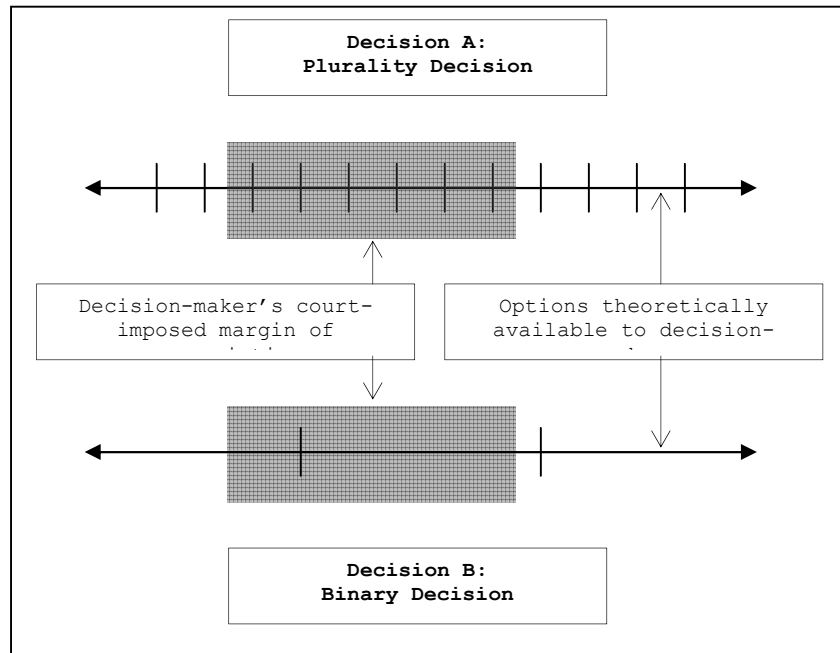 Decision A:
Plurality Decision
Decision-maker's court-
imposed margin of
Options theoretically
available to decision-
Decision B:
Binary Decision